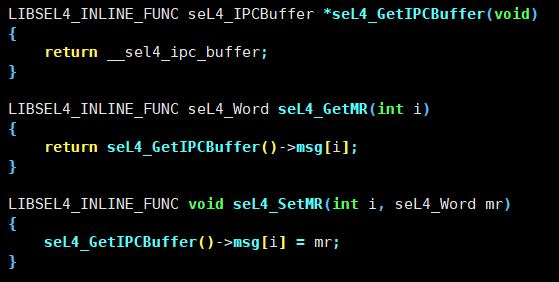 LIBSEL4_INLINE_FUNC seL4_IPCBuffer *seL4_GetIPCBuffer(void)
{
    return __sel4_ipc_buffer;
}

LIBSEL4_INLINE_FUNC seL4_Word seL4_GetMR(int i)
{
    return seL4_GetIPCBuffer()->msg[i];
}

LIBSEL4_INLINE_FUNC void seL4_SetMR(int i, seL4_Word mr)
{
    seL4_GetIPCBuffer()->msg[i] = mr;
}